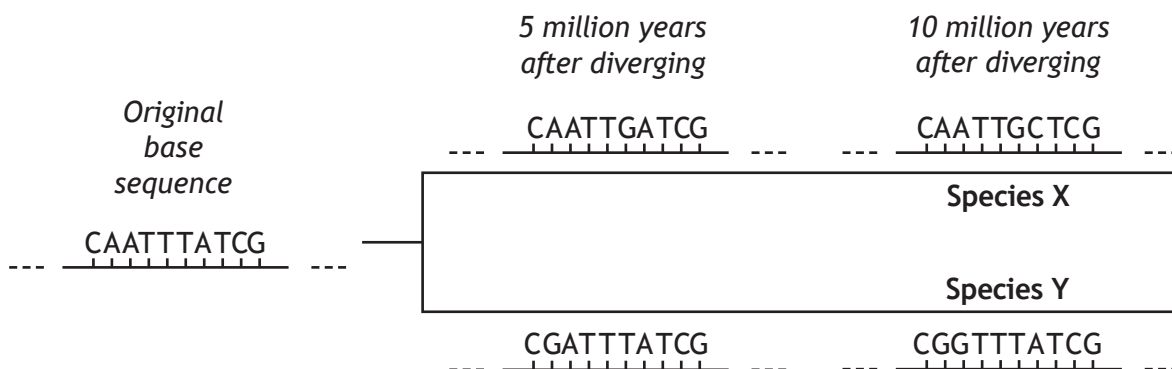 5 million years
after diverging
10 million years
after diverging
Original
base
sequence
CAATTGATCG
CAATTGCTCG
Species X
CAATTTATCG
Species Y
CGATTTATCG
CGGTTTATCG